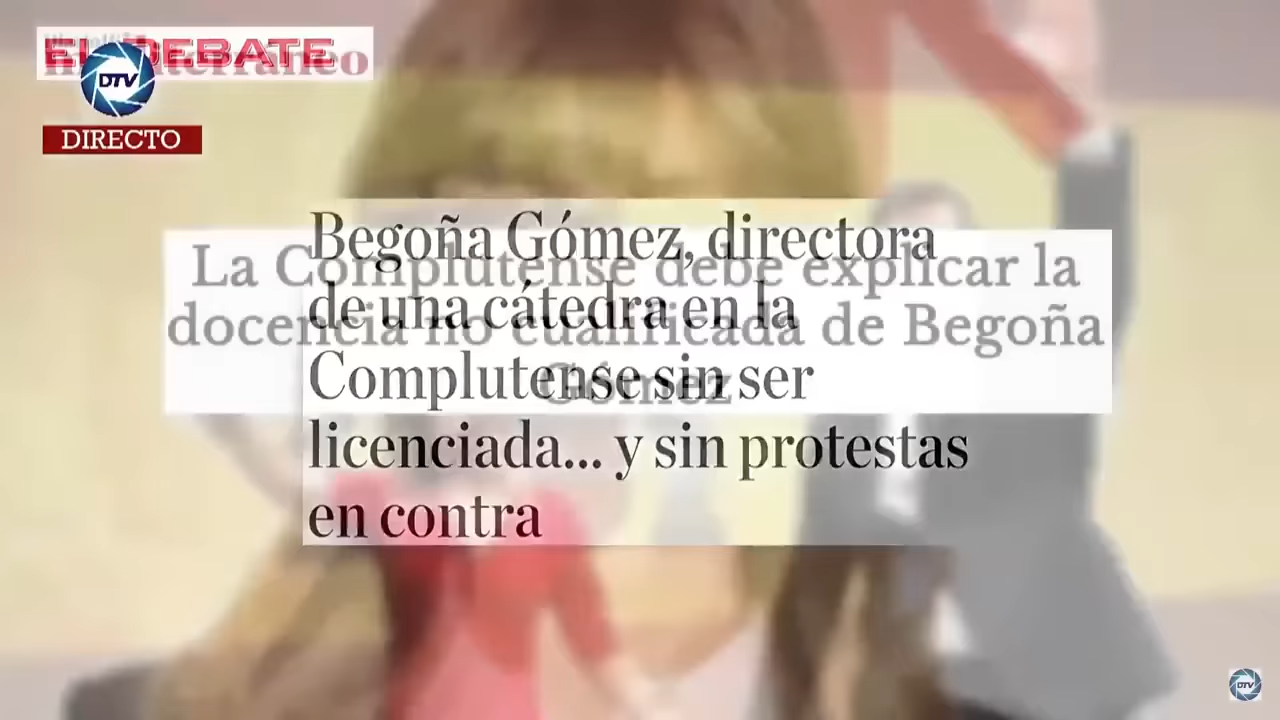 EL DEBATE
Mediterráneo
DTV
DIRECTO
Begoña Gómez, directora
de una cátedra en la
Complutense sin ser
licenciada... y sin protestas
en contra
La Complutense debe explicar la
docencia no cualificada de Begoña
Gómez
DTV